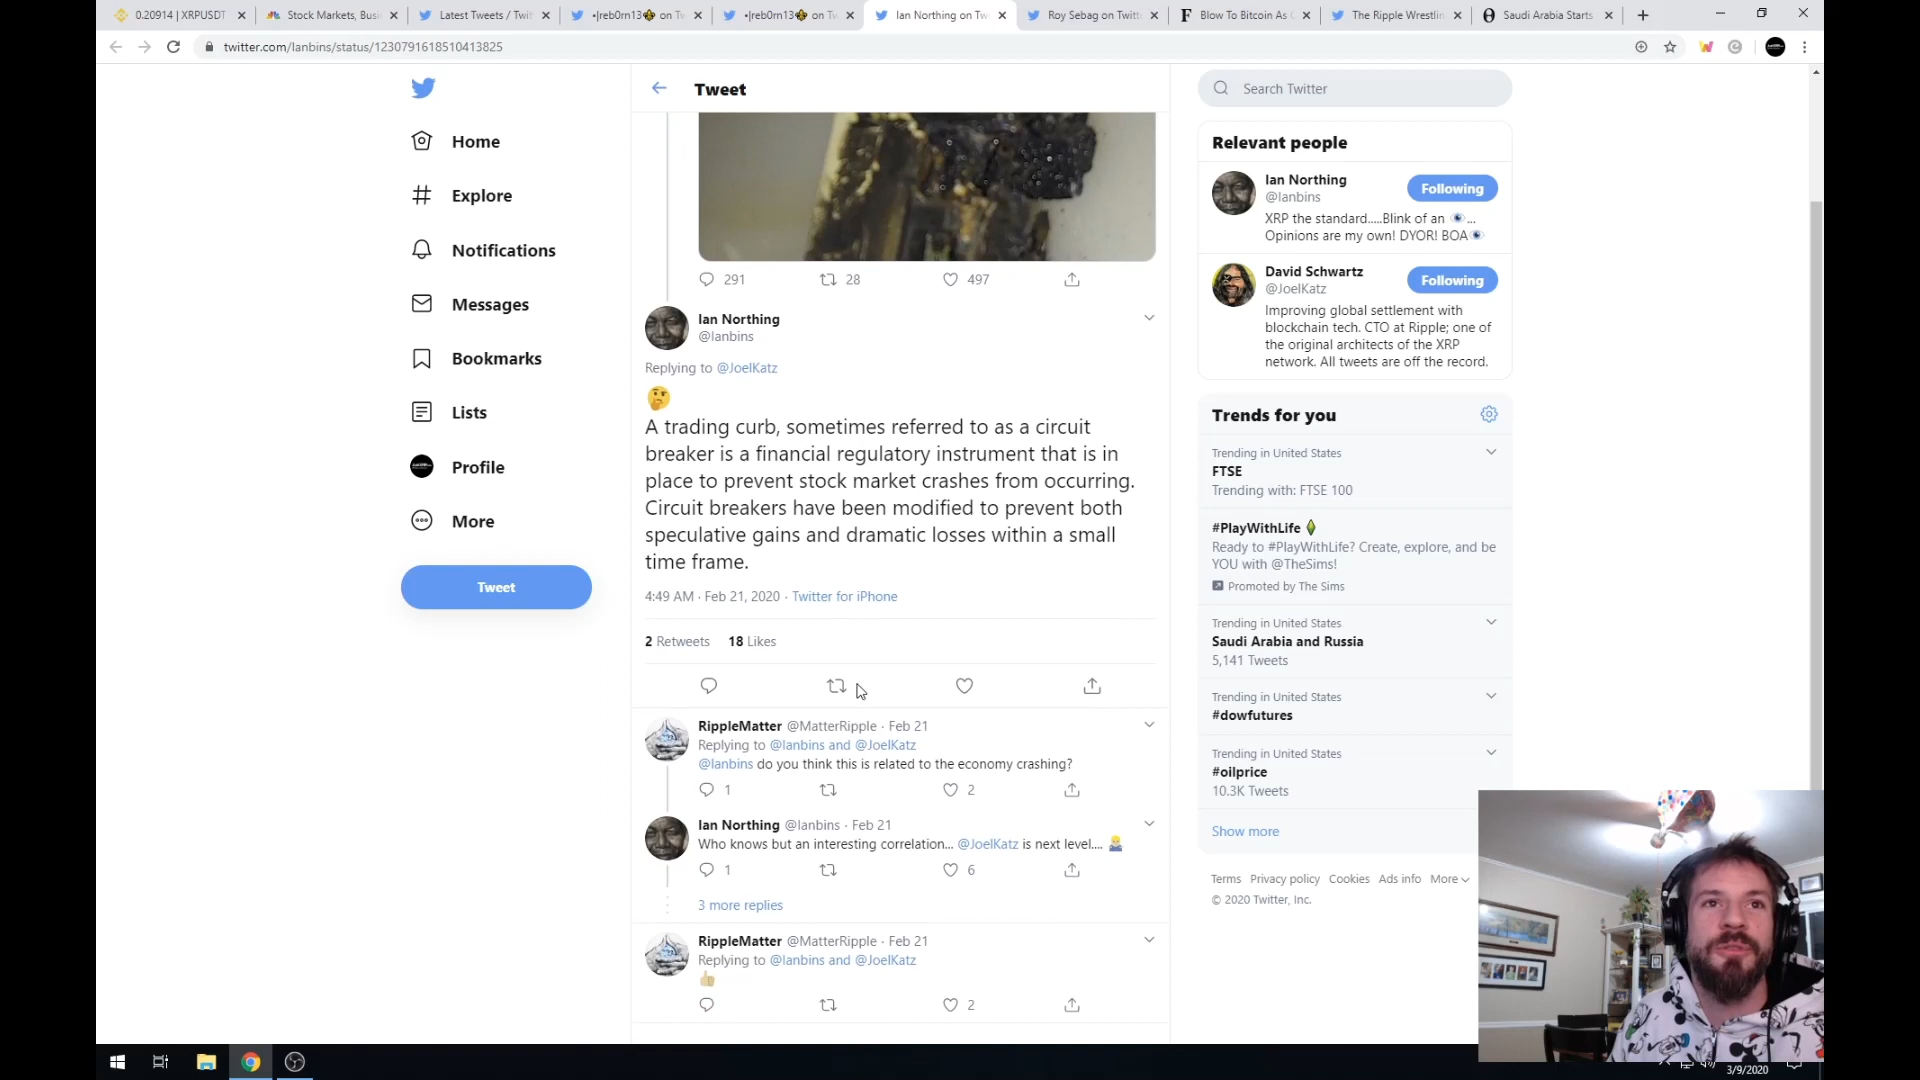 0.20914 | XRPUSDT
Stock Markets, Busi
Latest Tweets / Twit
•|reb0rn13 on Tw
•|reb0rn13 on Tw
Ian Northing on Tw
Roy Sebag on Twitt
Blow To Bitcoin As C
The Ripple Wrestlin
Saudi Arabia Starts
twitter.com/Ianbins/status/1230791618510413825
Home
Explore
Notifications
Messages
Bookmarks
Lists
Profile
More
Tweet
Tweet
291
28
497
Ian Northing
@Ianbins
Replying to @JoelKatz
🤔
A trading curb, sometimes referred to as a circuit
breaker is a financial regulatory instrument that is in
place to prevent stock market crashes from occurring.
Circuit breakers have been modified to prevent both
speculative gains and dramatic losses within a small
time frame.
4:49 AM · Feb 21, 2020 · Twitter for iPhone
2 Retweets 18 Likes
RippleMatter @MatterRipple · Feb 21
Replying to @Ianbins and @JoelKatz
@Ianbins do you think this is related to the economy crashing?
1
2
Ian Northing @Ianbins · Feb 21
Who knows but an interesting correlation... @JoelKatz is next level....
1
6
3 more replies
RippleMatter @MatterRipple · Feb 21
Replying to @Ianbins and @JoelKatz
👍
2
Search Twitter
Relevant people
Ian Northing
@Ianbins
Following
XRP the standard.....Blink of an 👁...
Opinions are my own! DYOR! BOA👁
David Schwartz
@JoelKatz
Following
Improving global settlement with
blockchain tech. CTO at Ripple; one of
the original architects of the XRP
network. All tweets are off the record.
Trends for you
Trending in United States
FTSE
Trending with: FTSE 100
#PlayWithLife
Ready to #PlayWithLife? Create, explore, and be
YOU with @TheSims!
Promoted by The Sims
Trending in United States
Saudi Arabia and Russia
5,141 Tweets
Trending in United States
#dowfutures
Trending in United States
#oilprice
10.3K Tweets
Show more
Terms Privacy policy Cookies Ads info More
© 2020 Twitter, Inc.
3/9/2020